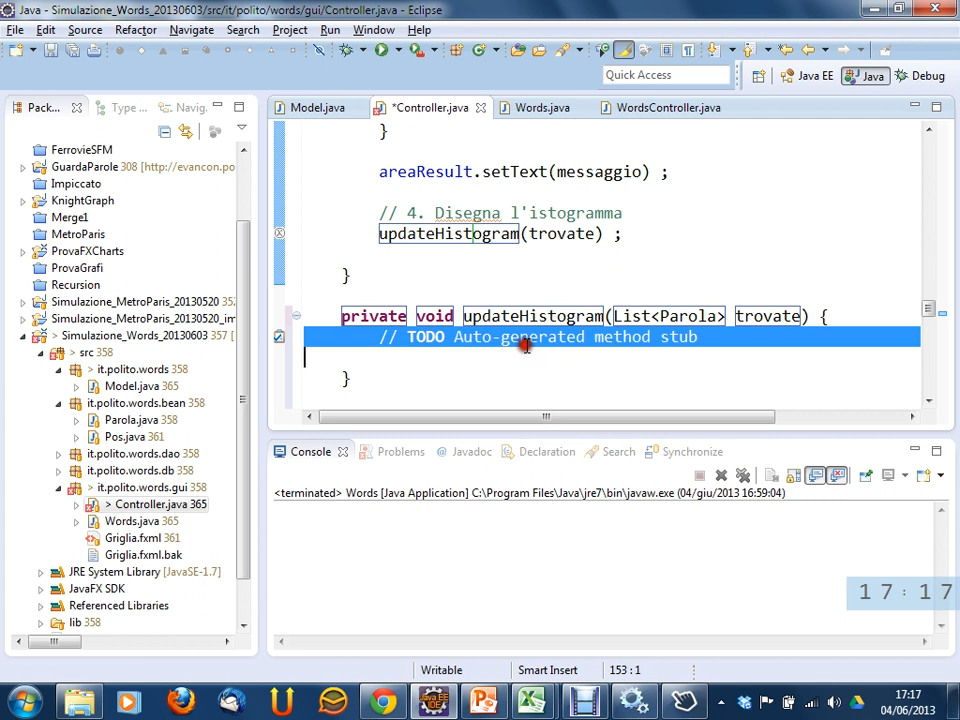 Java - Simulazione_Words_20130603/src/it/polito/words/gui/Controller.java - Eclipse
File Edit Source Refactor Navigate Search Project Run Window Help
Quick Access
Java EE Java Debug
Pack... Type ... Navig.
Model.java *Controller.java Words.java WordsController.java
FerrovieSFM
GuardaParole 308 [http://evancon.po
Impiccato
KnightGraph
Merge1
MetroParis
ProvaFXCharts
ProvaGrafi
Recursion
Simulazione_MetroParis_20130520 352
Simulazione_MetroParis_20130520_im
Simulazione_Words_20130603 335
src 358
it.polito.words 358
Model.java 365
it.polito.words.bean 358
Parola.java 358
Pos.java 361
it.polito.words.dao 358
it.polito.words.db 358
it.polito.words.gui 358
> Controller.java 365
Words.java 365
Griglia.fxml 361
Griglia.fxml.bak
JRE System Library [JavaSE-1.7]
JavaFX SDK
Referenced Libraries
lib 358
}
areaResult.setText(messaggio) ;
// 4. Disegna l'istogramma
updateHistogram(trovate) ;
}
private void updateHistogram(List<Parola> trovate) {
// TODO Auto-generated method stub
}
Console Problems Javadoc Declaration Search Synchronize
<terminated> Words [Java Application] C:\Program Files\Java\jre7\bin\javaw.exe (04/giu/2013 16:59:04)
17:17
Writable Smart Insert 153 : 1
17:17
04/06/2013